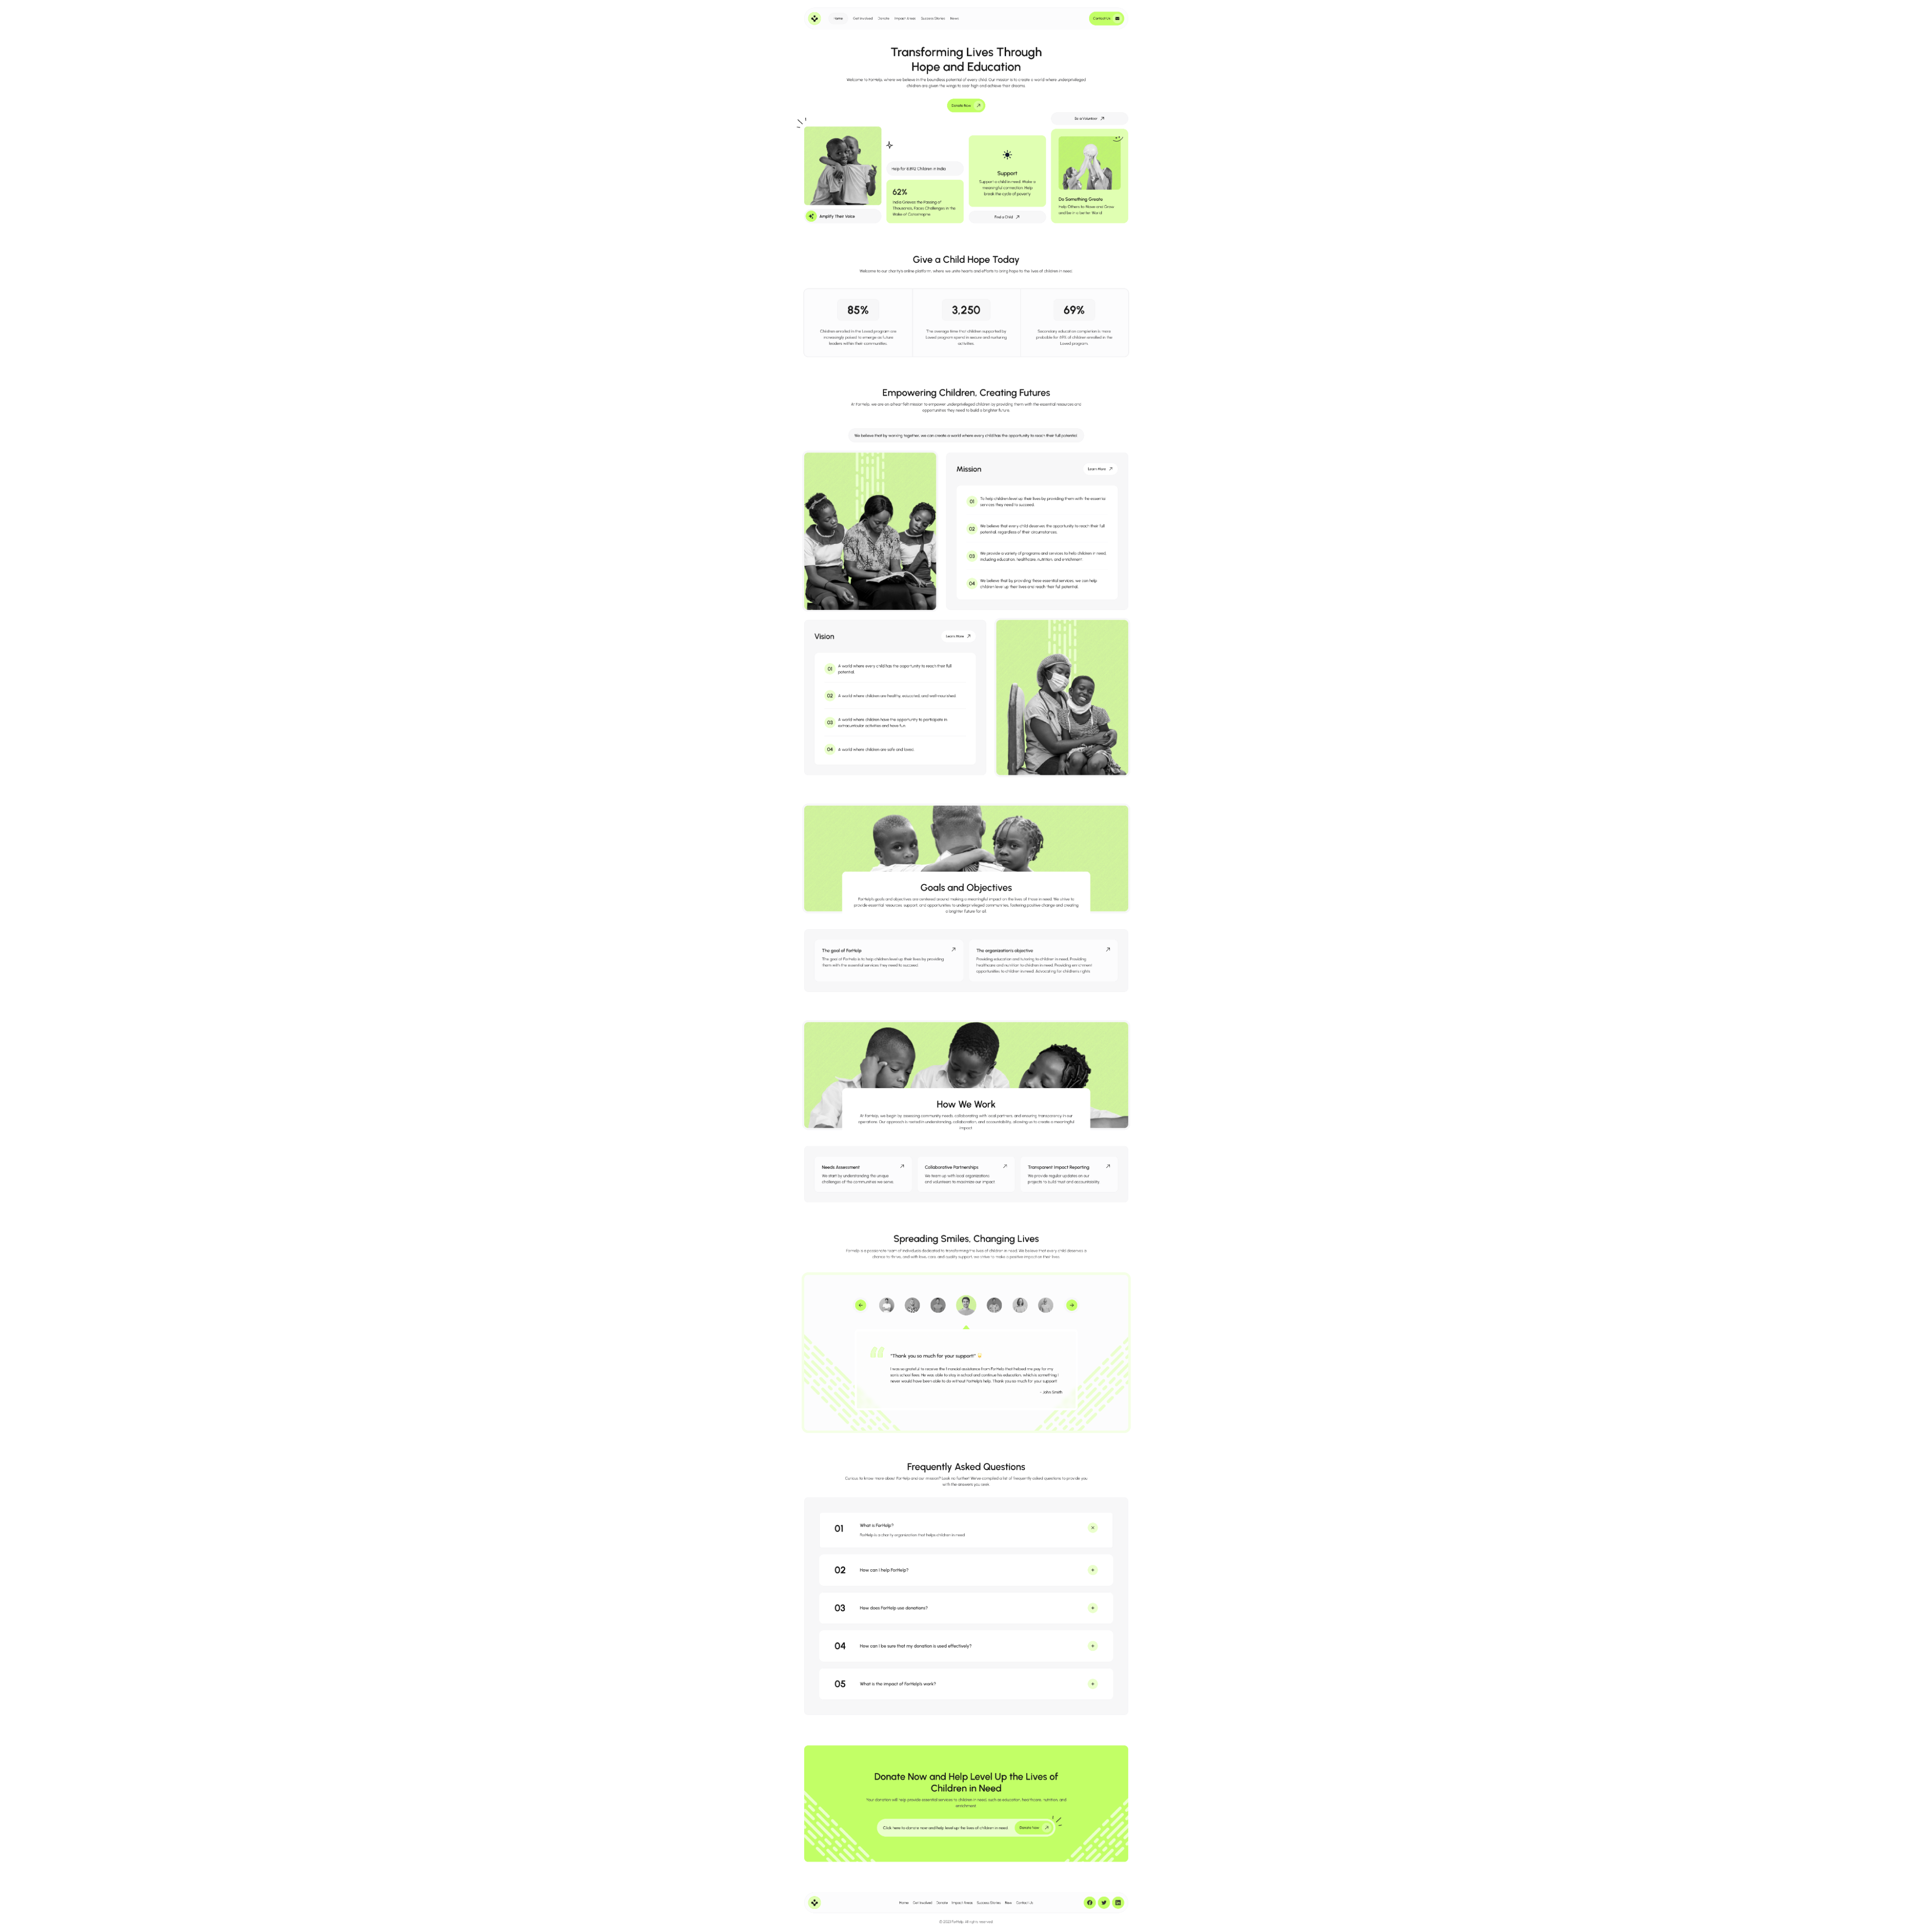 Home Get Involved Donate Impact Areas Success Stories News
Contact Us
Transforming Lives Through
Hope and Education
Welcome to ForHelp, where we believe in the boundless potential of every child. Our mission is to create a world where underprivileged
children are given the wings to soar high and achieve their dreams.
Donate Now
Be a Volunteer
Help for Children in India
Amplify Their Voice
62%
Thousands, Faces Challenges in the
Wake of Catastrophe.
Support
Support a child in need. Make a
meaningful connection. Help
break the cycle of poverty.
Find a Child
Do Something Greate
Help Others to Move and Grow
and be in a better World
Give a Child Hope Today
Welcome to our charity's online platform, where we unite hearts and efforts to bring hope to the lives of children in need.
85%
Children enrolled in the Loved program are
increasingly poised to emerge as future
leaders within their communities.
3,250
The average time that children supported by
Loved program spend in secure and nurturing
activities.
69%
Secondary education completion is more
probable for 69% of children enrolled in the
Loved program.
Empowering Children, Creating Futures
At ForHelp, we are on a heartfelt mission to empower underprivileged children by providing them with the essential resources and
opportunities they need to build a brighter future.
We believe that by working together, we can create a world where every child has the opportunity to reach their full potential.
Mission
Learn More
01 To help children level up their lives by providing them with the essential
services they need to succeed.
02 We believe that every child deserves the opportunity to reach their full
potential, regardless of their circumstances.
03 We provide a variety of programs and services to help children in need,
including education, healthcare, nutrition, and enrichment.
04 We believe that by providing these essential services, we can help
children level up their lives and reach their full potential.
Vision
Learn More
01 A world where every child has the opportunity to reach their full
potential.
02 A world where children are healthy, educated, and well-nourished.
03 A world where children have the opportunity to participate in
extracurricular activities and have fun.
04 A world where children are safe and loved.
Goals and Objectives
ForHelp's goals and objectives are centered around making a meaningful impact on the lives of those in need. We strive to
provide essential resources, support, and opportunities to underprivileged communities, fostering positive change and creating
a brighter future for all.
The goal of ForHelp
The goal of ForHelp is to help children level up their lives by providing
them with the essential services they need to succeed.
The organization's objective
Providing education and tutoring to children in need, Providing
healthcare and nutrition to children in need, Providing enrichment
opportunities to children in need, Advocating for children's rights
How We Work
At ForHelp, we begin by assessing community needs, collaborating with local partners, and ensuring transparency in our
operations. Our approach is rooted in understanding, collaboration, and accountability, allowing us to create a meaningful
impact.
Needs Assessment
We start by understanding the unique
challenges of the communities we serve.
Collaborative Partnerships
We team up with local organizations
and volunteers to maximize our impact.
Transparent Impact Reporting
We provide regular updates on our
projects to build trust and accountability.
Spreading Smiles, Changing Lives
ForHelp is a passionate team of individuals dedicated to transforming the lives of children in need. We believe that every child deserves a
chance to thrive, and with love, care, and quality support, we strive to make a positive impact on their lives.
"Thank you so much for your support!"
I was so grateful to receive the financial assistance from ForHelp that helped me pay for my
son's school fees. He was able to stay in school and continue his education, which is something I
never would have been able to do without ForHelp's help. Thank you so much for your support
- John Smith
Frequently Asked Questions
Curious to know more about ForHelp and our mission? Look no further! We've compiled a list of frequently asked questions to provide you
with the answers you seek.
01
What is ForHelp?
ForHelp is a charity organization that helps children in need.
02
How can I help ForHelp?
03
How does ForHelp use donations?
04
How can I be sure that my donation is used effectively?
05
What is the impact of ForHelp's work?
Donate Now and Help Level Up the Lives of
Children in Need
Your donation will help provide essential services to children in need, such as education, healthcare, nutrition, and
enrichment.
Click here to donate now and help level up the lives of children in need.
Donate Now
Home Get Involved Donate Impact Areas Success Stories New Contact Us
© 2023 ForHelp. All rights reserved.